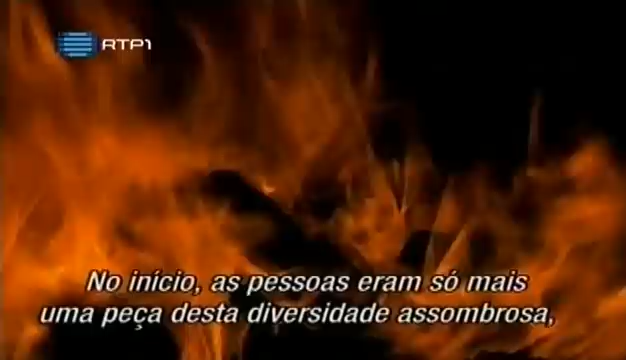 RTP1
No início, as pessoas eram só mais
uma peça desta diversidade assombrosa,